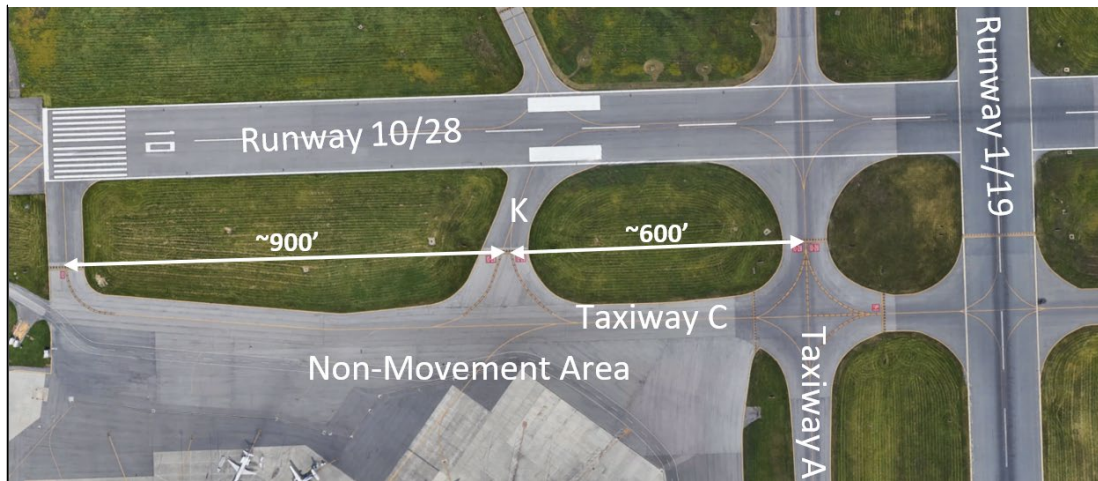 Runway 10/28
Runway 1/19
K
~900’
~600’
Taxiway C
Non-Movement Area
Taxiway A